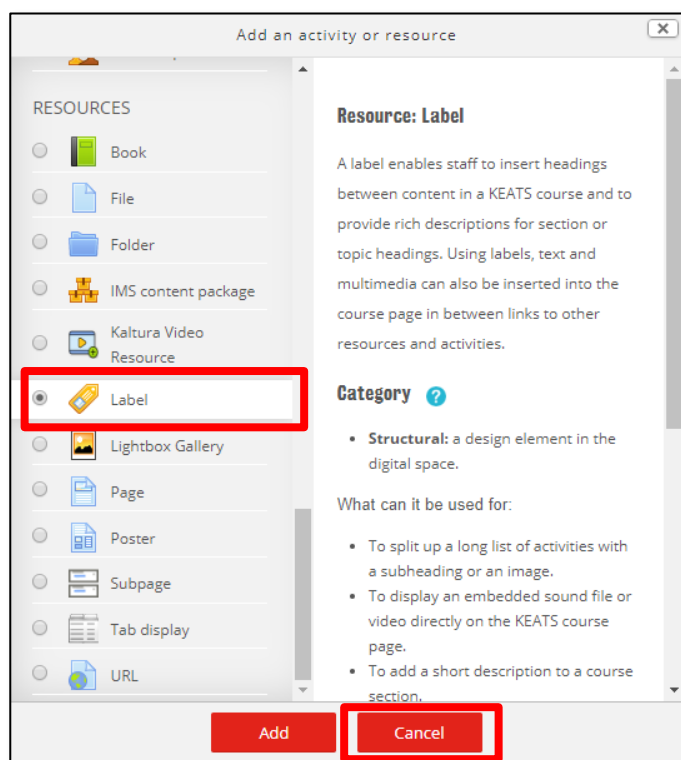 Add an activity or resource
RESOURCES
Book
File
Folder
IMS content package
Kaltura Video
Resource
Label
Lightbox Gallery
Page
Poster
Subpage
Tab display
URL
Resource: Label
A label enables staff to insert headings
between content in a KEATS course and to
provide rich descriptions for section or
topic headings. Using labels, text and
multimedia can also be inserted into the
course page in between links to other
resources and activities.
Category ?
• Structural: a design element in the
digital space.
What can it be used for:
• To split up a long list of activities with
a subheading or an image.
• To display an embedded sound file or
video directly on the KEATS course
page.
• To add a short description to a course
section.
Add
Cancel